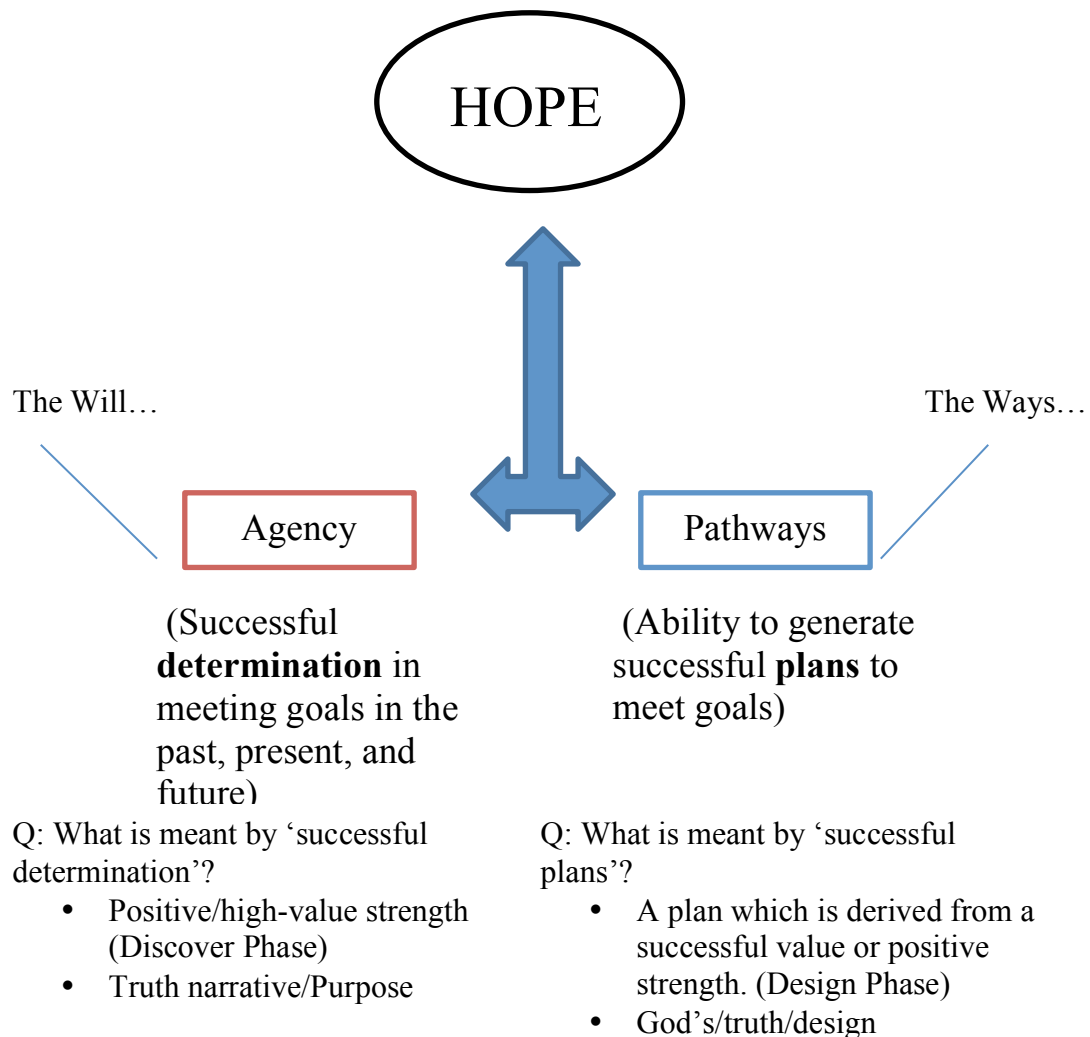 HOPE
The Will…
The Ways…
Agency
Pathways
(Successful
determination in
meeting goals in the
past, present, and
future)
(Ability to generate
successful plans to
meet goals)
Q: What is meant by ‘successful
determination’?
• Positive/high-value strength
(Discover Phase)
• Truth narrative/Purpose
Q: What is meant by ‘successful
plans’?
• A plan which is derived from a
successful value or positive
strength. (Design Phase)
• God’s/truth/design